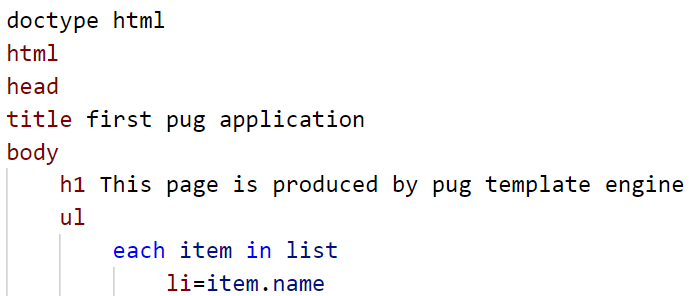 doctype html
html
head
title first pug application
body
h1 This page is produced by pug template engine
ul
each item in list
li=item.name